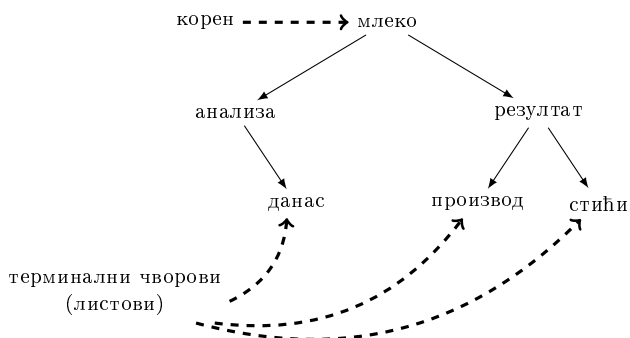 корен
млеко
анализа
резултат
данас
производ
стићи
терминални чворови
(листови)